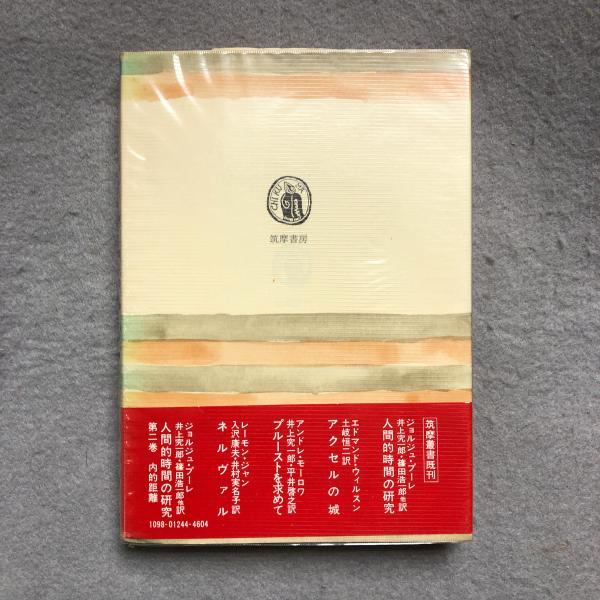 CHIKUMA
筑摩書房
筑摩叢書既刊
ジョルジュ・プーレ
井上究一郎・篠田浩一郎他訳
人間的時間の研究
エドマンド・ウィルスン
土岐恒二訳
アクセルの城
アンドレ・モーロワ
井上究一郎・平井啓之訳
プルーストを求めて
レーモン・ジャン
入沢康夫・井村実名子訳
ネルヴァル
ジョルジュ・プーレ
井上究一郎・篠田浩一郎他訳
人間的時間の研究
第二巻 内的距離
1098-01244-4604